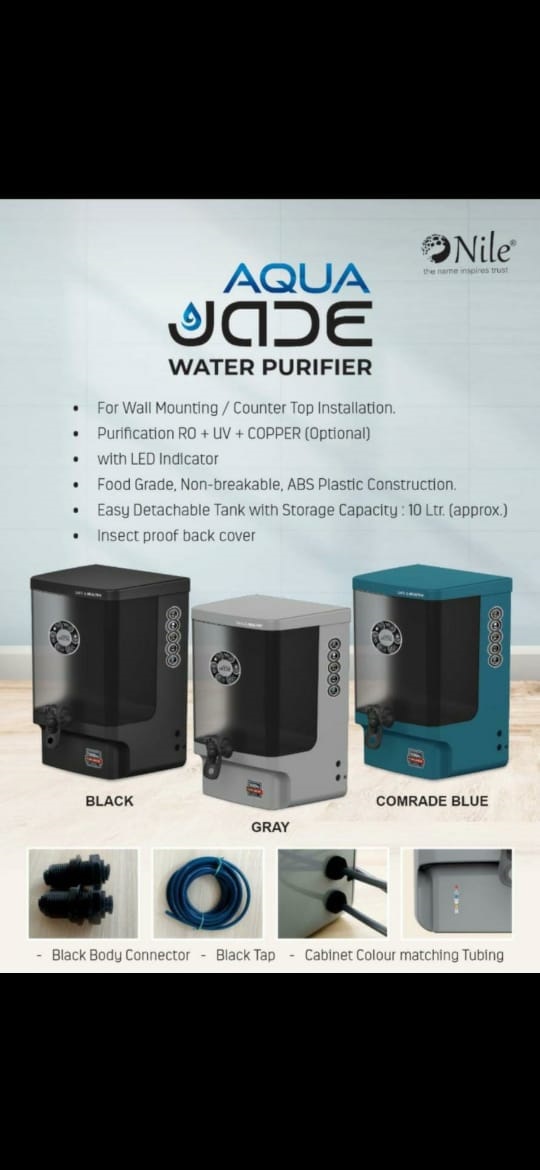 Nile®
the name inspires trust
AQUA
JADE
WATER PURIFIER
• For Wall Mounting / Counter Top Installation.
• Purification RO + UV + COPPER (Optional)
• with LED Indicator
• Food Grade, Non-breakable, ABS Plastic Construction.
• Easy Detachable Tank with Storage Capacity : 10 Ltr. (approx.)
• Insect proof back cover
BLACK
GRAY
COMRADE BLUE
- Black Body Connector - Black Tap - Cabinet Colour matching Tubing